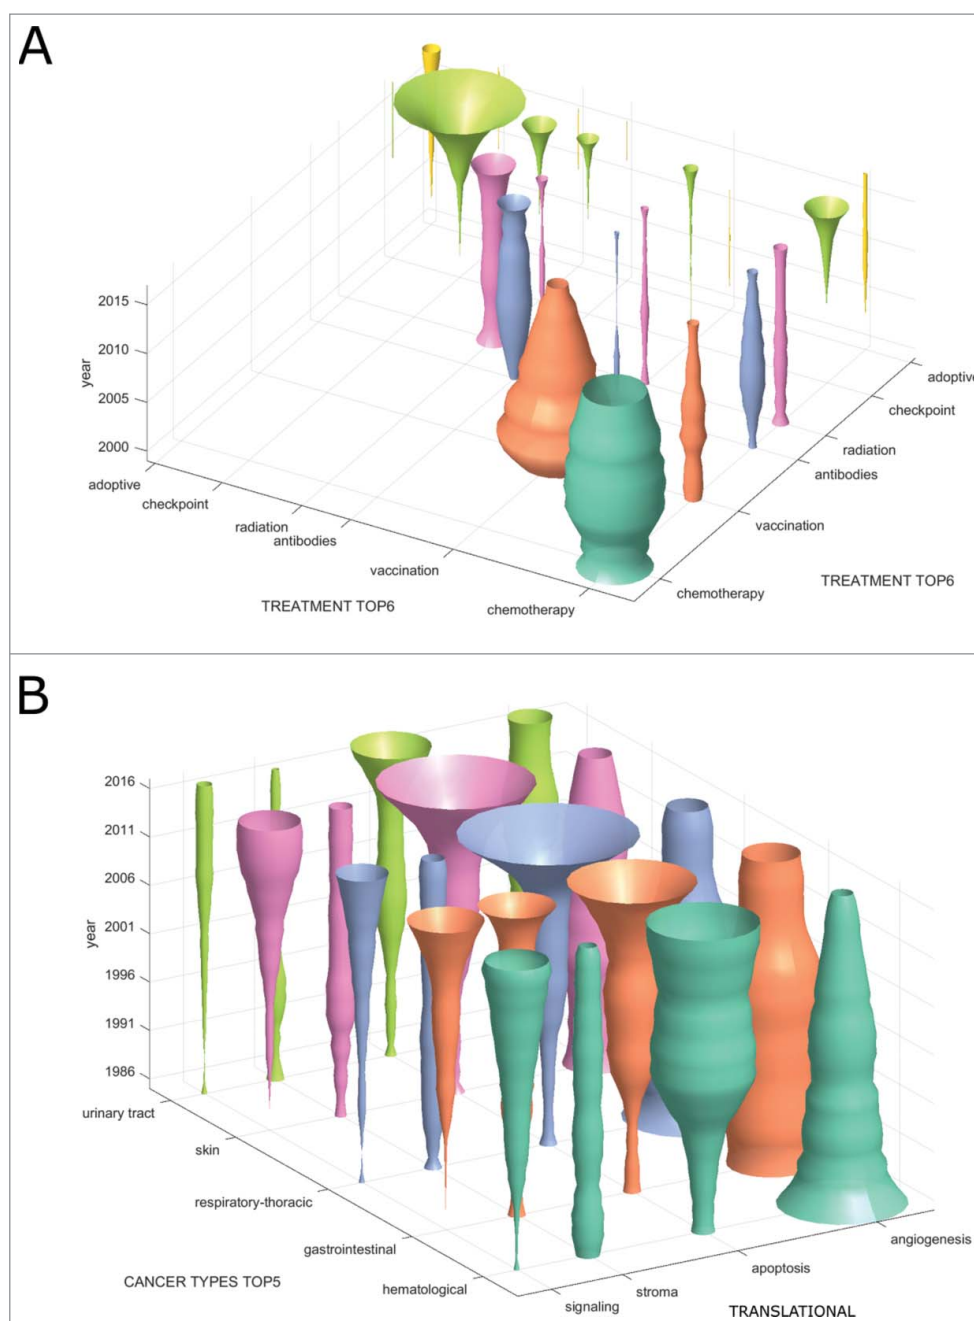 A
2015
2010
2005
2000
year
adoptive
checkpoint
radiation
antibodies
vaccination
chemotherapy
TREATMENT TOP6
adoptive
checkpoint
radiation
antibodies
vaccination
chemotherapy
TREATMENT TOP6
B
2016
2011
2006
2001
1996
1991
1986
year
urinary tract
skin
respiratory-thoracic
gastrointestinal
hematological
CANCER TYPES TOP5
angiogenesis
apoptosis
stroma
signaling
TRANSLATIONAL